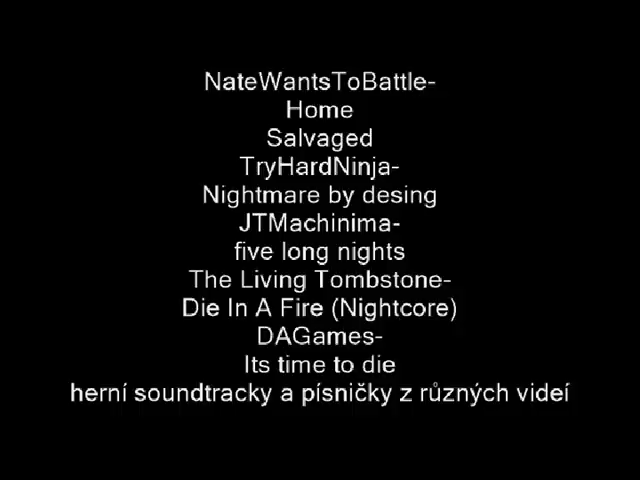 NateWantsToBattle-
Home
Salvaged
TryHardNinja-
Nightmare by desing
JTMachinima-
five long nights
The Living Tombstone-
Die In A Fire (Nightcore)
DAGames-
Its time to die
herní soundtracky a písničky z různých videí